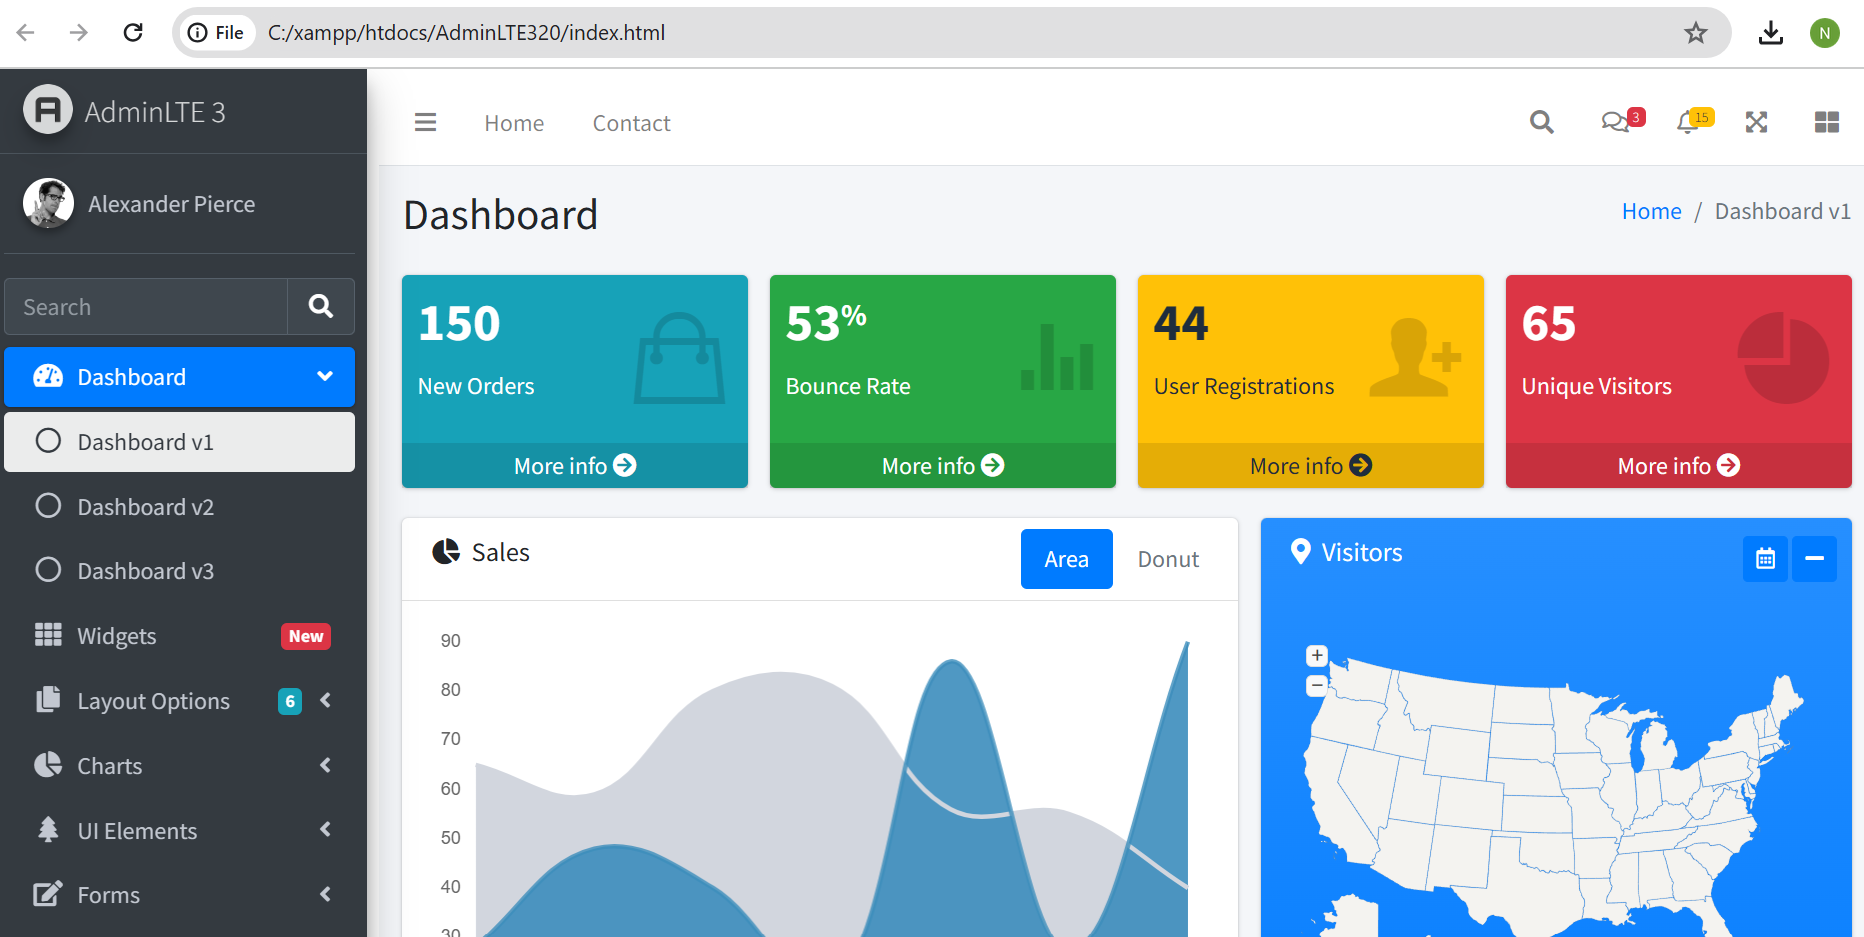 File C:/xampp/htdocs/AdminLTE320/index.html N
AdminLTE 3
Home Contact 3 15
Alexander Pierce
Dashboard
Home / Dashboard v1
Search
Dashboard
Dashboard v1
Dashboard v2
Dashboard v3
Widgets New
Layout Options 6
Charts
UI Elements
Forms
150
New Orders
More info
53%
Bounce Rate
More info
44
User Registrations
More info
65
Unique Visitors
More info
Sales Area Donut
90
80
70
60
50
40
30
Visitors
+
−